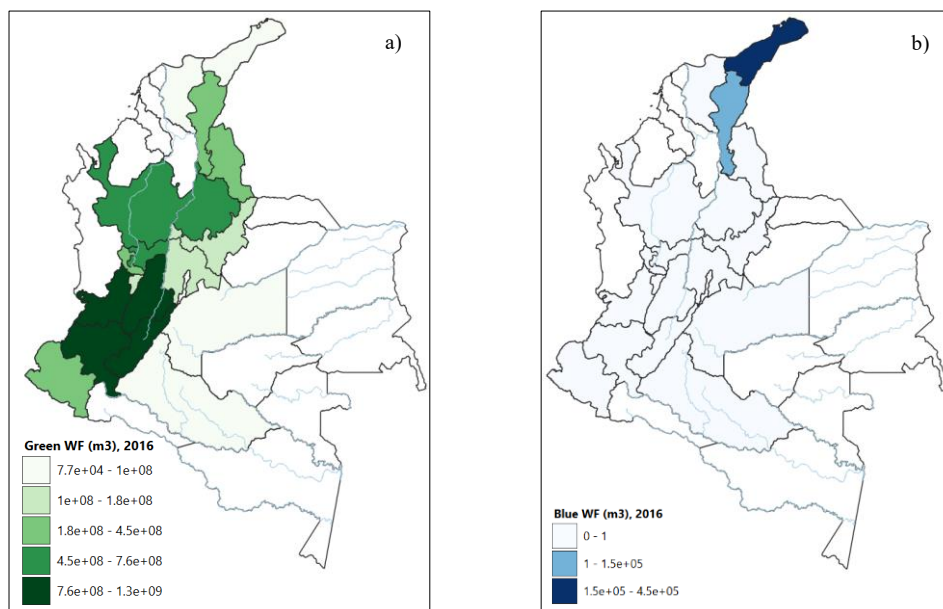 a)
Green WF (m3), 2016
7.7e+04 - 1e+08
1e+08 - 1.8e+08
1.8e+08 - 4.5e+08
4.5e+08 - 7.6e+08
7.6e+08 - 1.3e+09
b)
Blue WF (m3), 2016
0 - 1
1 - 1.5e+05
1.5e+05 - 4.5e+05